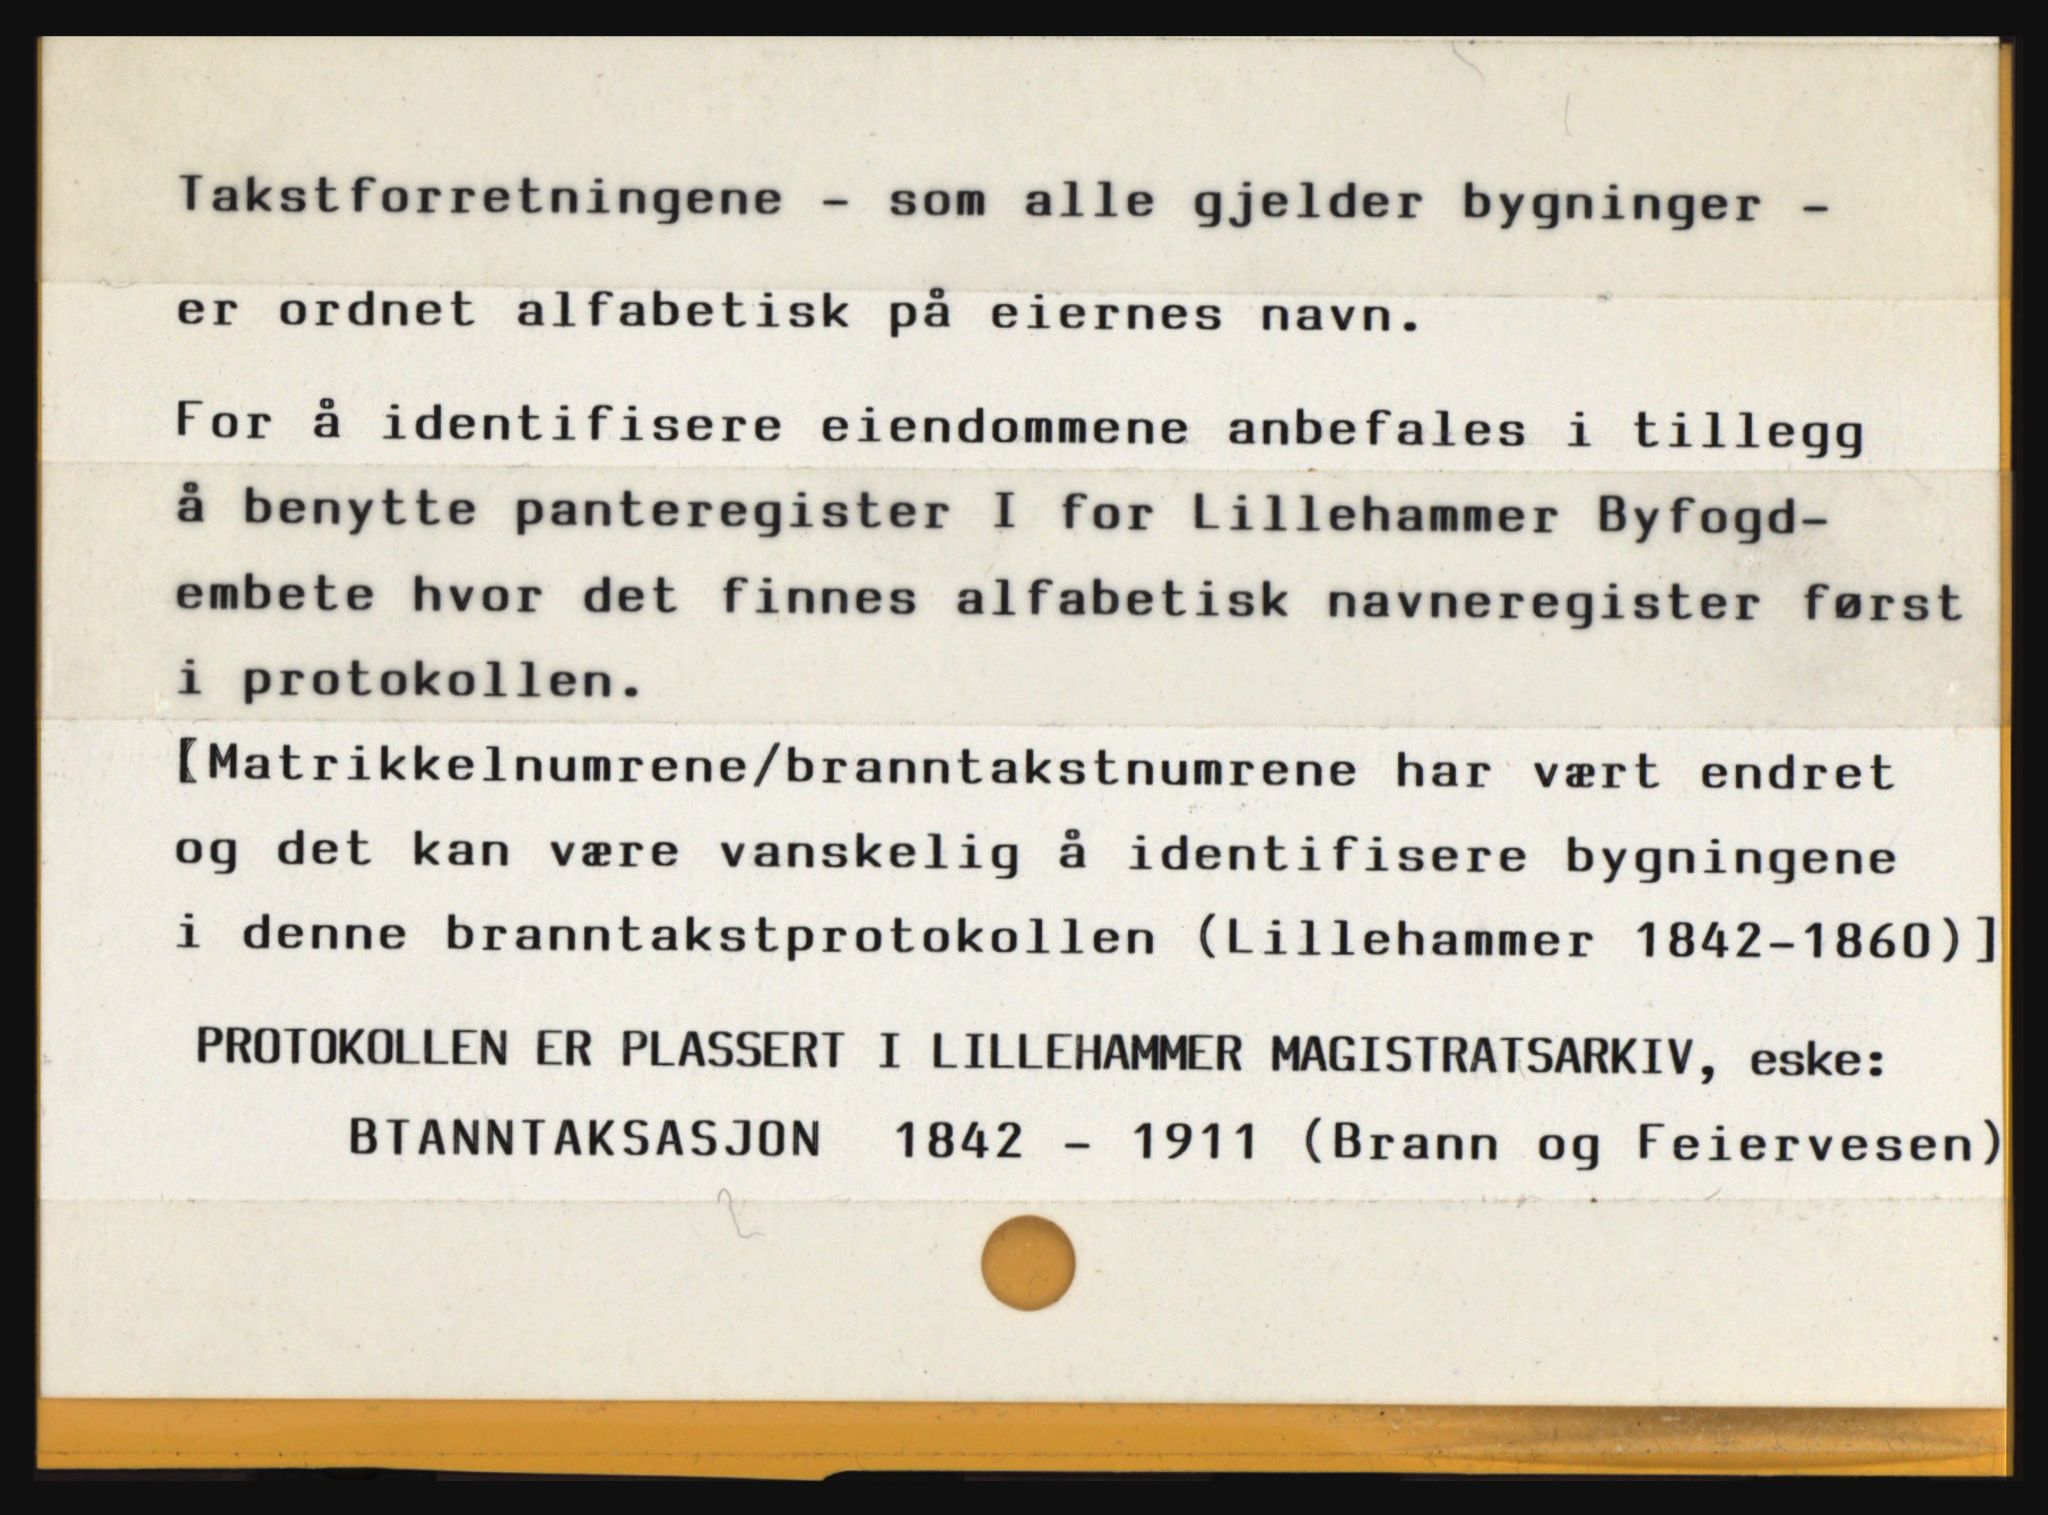 Takstforretningene - som alle gjelder bygninger -
er ordnet alfabetisk på eiernes navn.
For å identifisere eiendommene anbefales i tillegg
å benytte panteregister I for Lillehammer Byfogd-
embete hvor det finnes alfabetisk navneregister først
i protokollen.
[Matrikkelnumrene/branntakstnumrene har vært endret
og det kan være vanskelig å identifisere bygningene
i denne branntakstprotokollen (Lillehammer 1842-1860)]
PROTOKOLLEN ER PLASSERT I LILLEHAMMER MAGISTRATSARKIV, eske:
BTANNTAKSASJON 1842 - 1911 (Brann og Feiervesen)